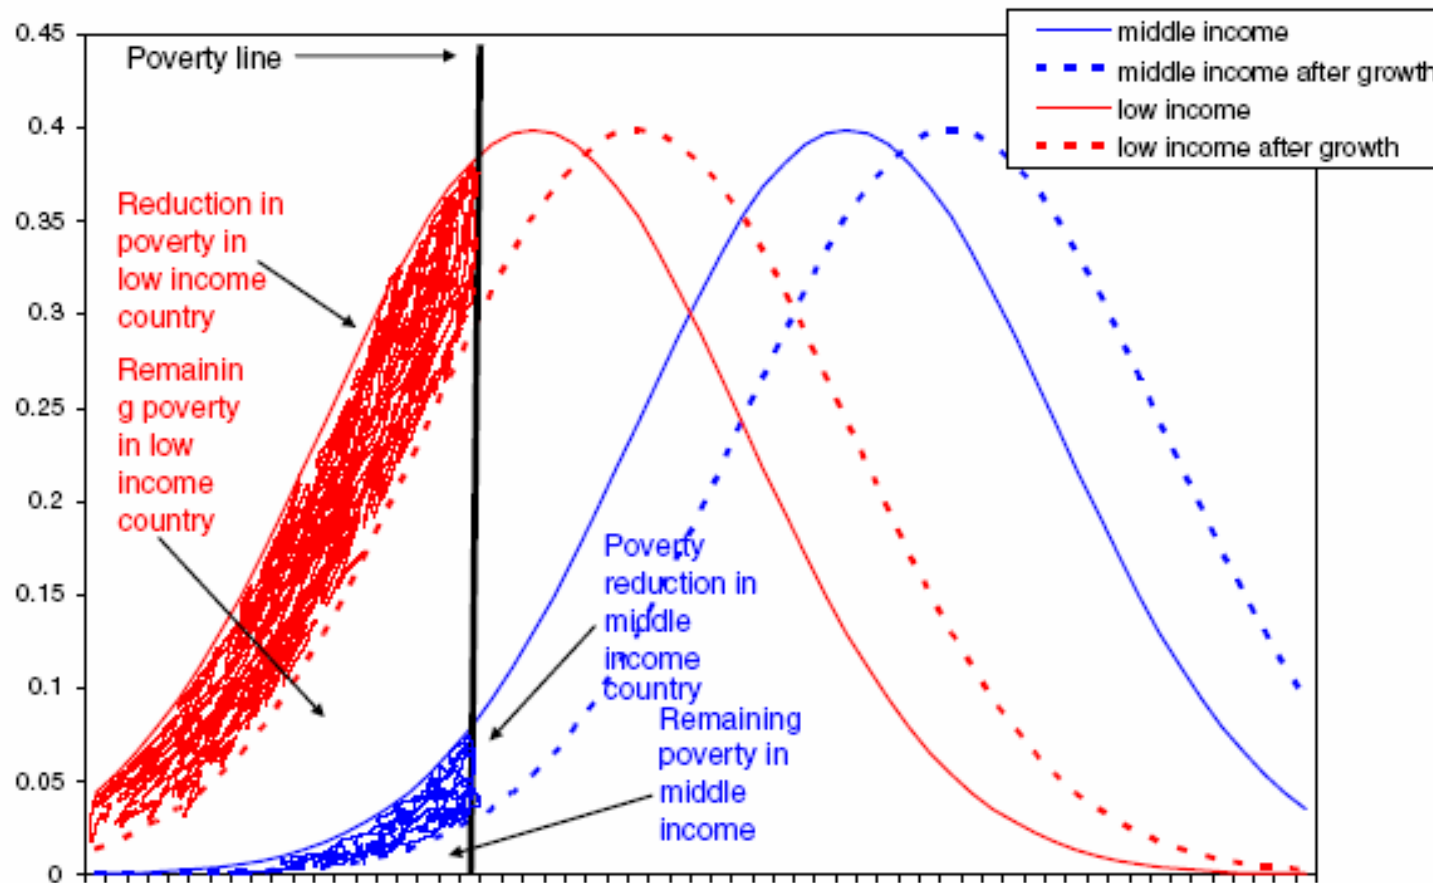 0.45
0.4
0.35
0.3
0.25
0.2
0.15
0.1
0.05
0
Poverty line
middle income
middle income after growth
low income
low income after growth
Reduction in
poverty in
low income
country
Remainin
g poverty
in low
income
country
Poverty
reduction in
middle
income
country
Remaining
poverty in
middle
income